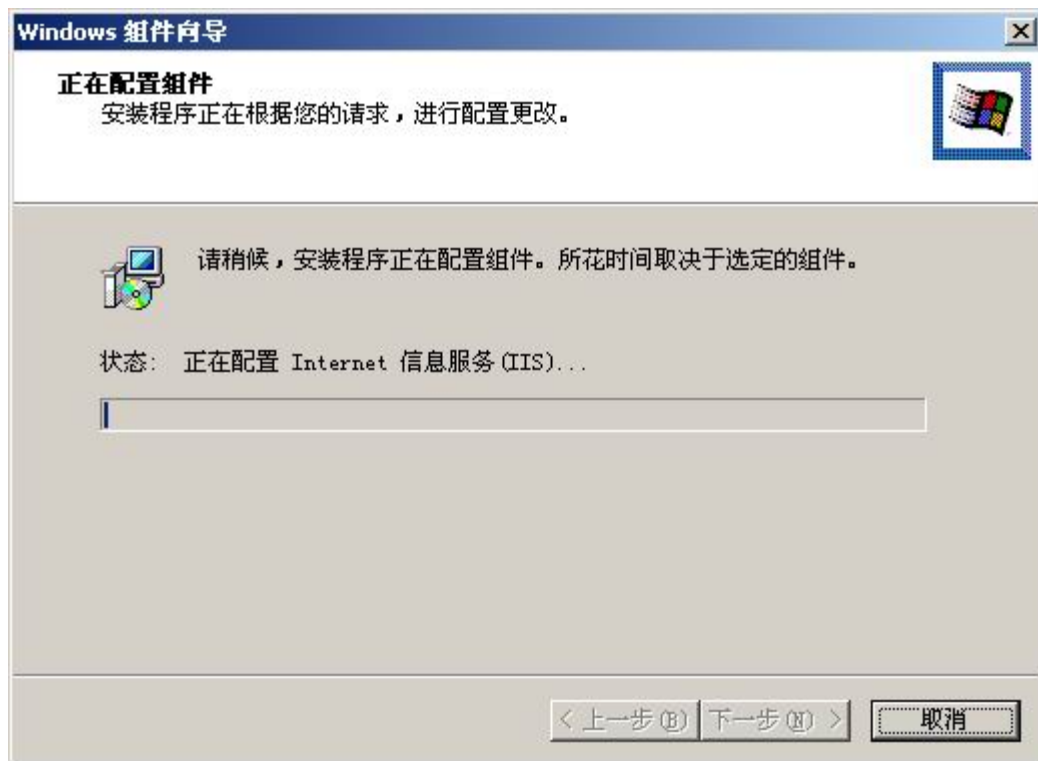 Windows 组件向导
正在配置组件
安装程序正在根据您的请求，进行配置更改。
请稍候，安装程序正在配置组件。所花时间取决于选定的组件。
状态： 正在配置 Internet 信息服务(IIS)...
< 上一步(B) 下一步(N) > 取消